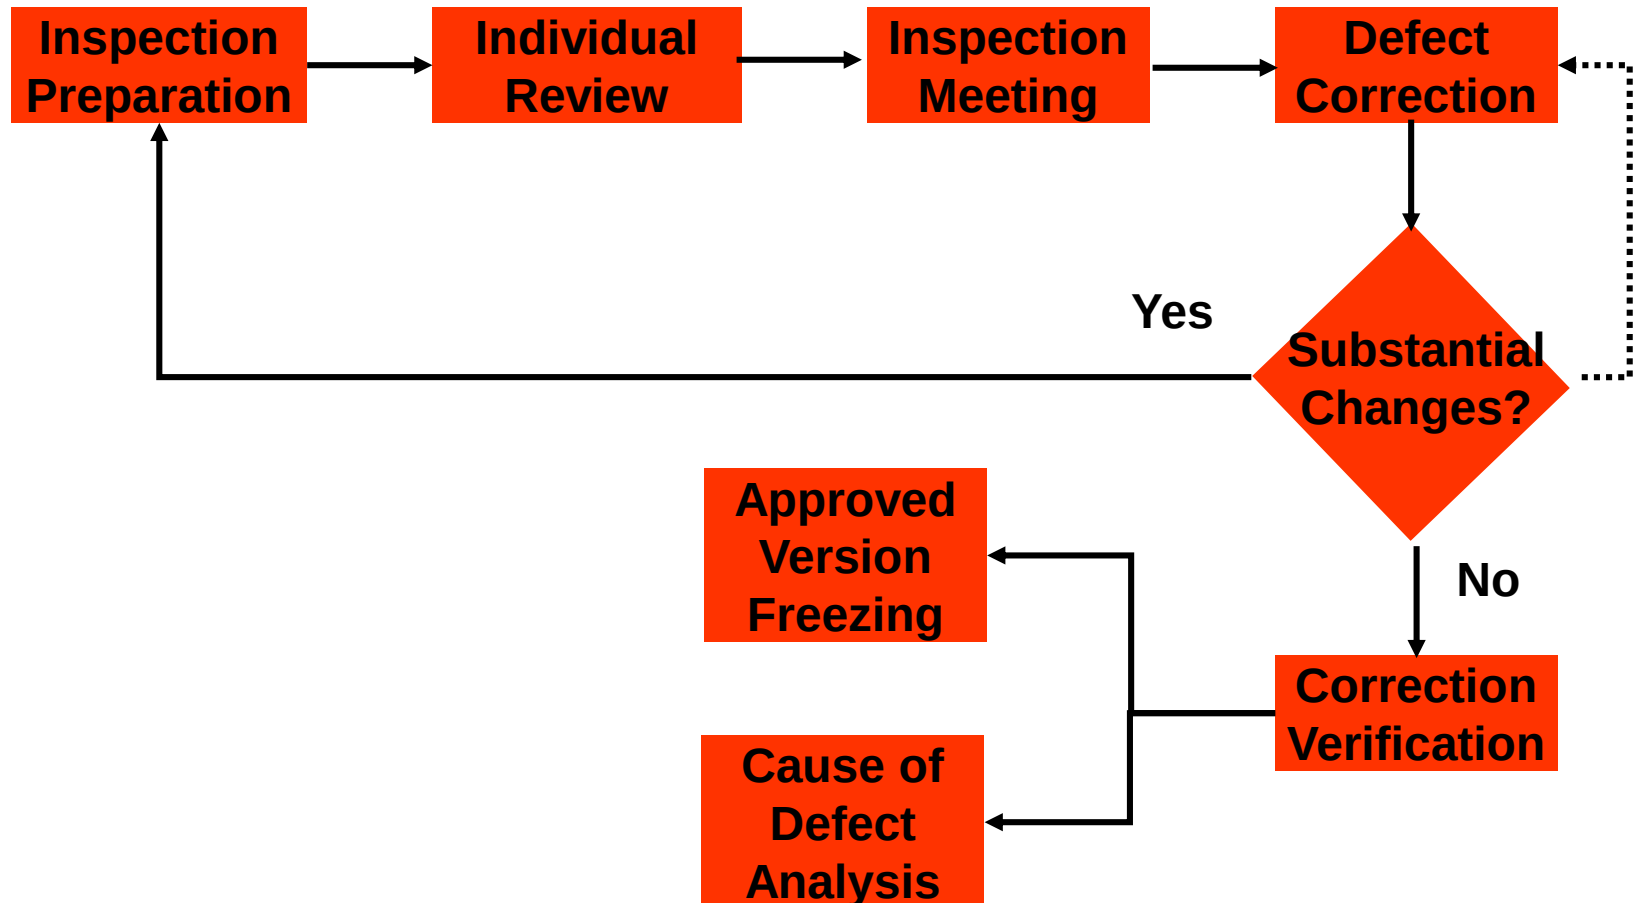 Inspection
Preparation
Individual
Review
Inspection
Meeting
Defect
Correction
Yes
Substantial
Changes?
Approved
Version
Freezing
No
Correction
Verification
Cause of
Defect
Analysis